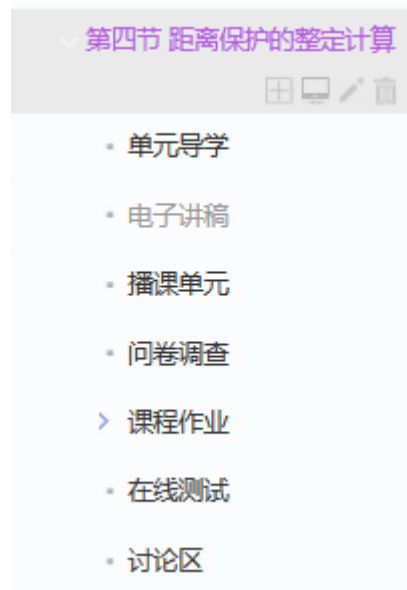 第四节 距离保护的整定计算
单元导学
电子讲稿
播课单元
问卷调查
课程作业
在线测试
讨论区